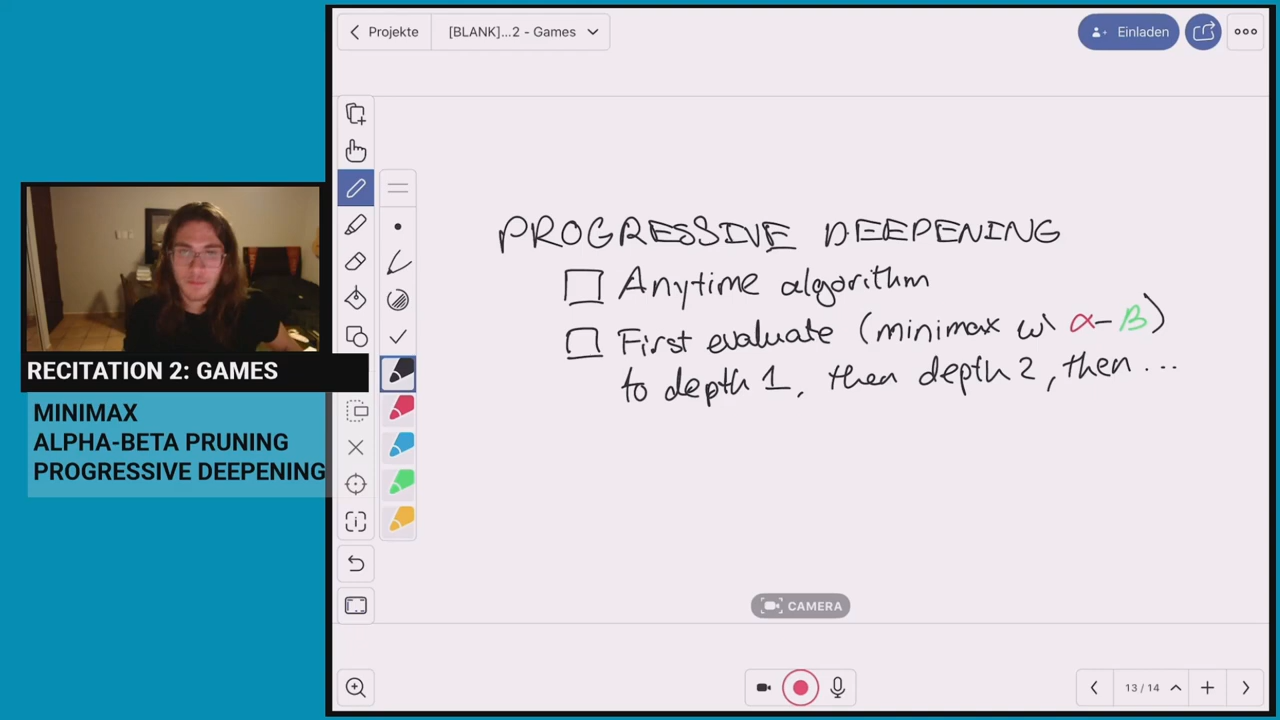 Projekte
[BLANK]...2 - Games
Einladen
PROGRESSIVE DEEPENING
Anytime algorithm
First evaluate (minimax w\ α-β)
to depth 1, then depth 2, then ...
RECITATION 2: GAMES
MINIMAX
ALPHA-BETA PRUNING
PROGRESSIVE DEEPENING
CAMERA
13 / 14